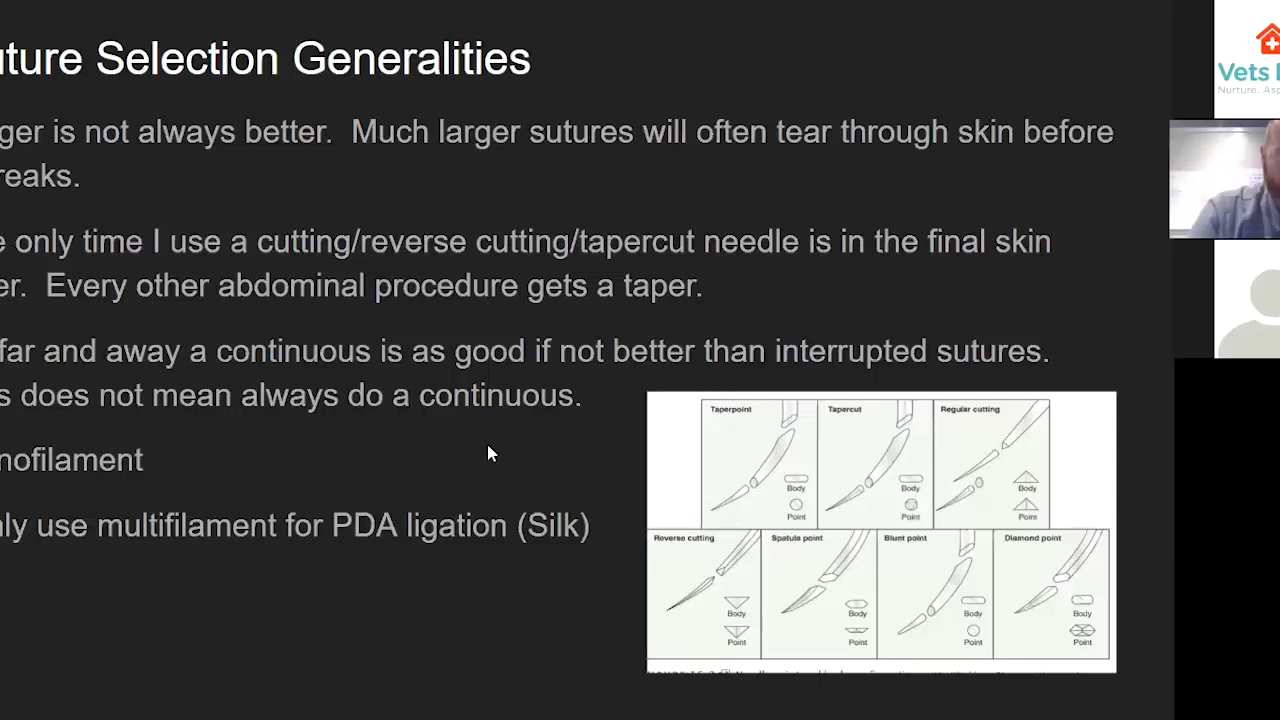 uture Selection Generalities
ger is not always better. Much larger sutures will often tear through skin before
reaks.
e only time I use a cutting/reverse cutting/tapercut needle is in the final skin
er. Every other abdominal procedure gets a taper.
far and away a continuous is as good if not better than interrupted sutures.
s does not mean always do a continuous.
nofilament
nly use multifilament for PDA ligation (Silk)
Taperpoint
Body
Point
Tapercut
Body
Point
Regular cutting
Body
Point
Reverse cutting
Body
Point
Spatula point
Body
Point
Blunt point
Body
Point
Diamond point
Body
Point
Vets
Nurture. Asp